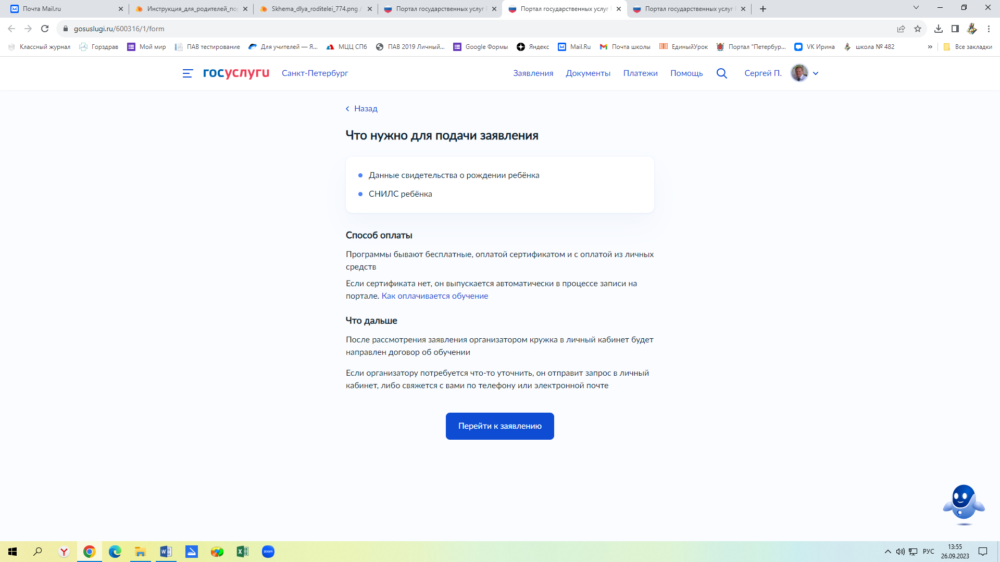 Почта Mail.ru
Инструкция_для_родителей_по
Skhema_dlya_roditelei_774.png /
Портал государственных услуг
Портал государственных услуг
Портал государственных услуг
gosuslugi.ru/600316/1/form
Классный журнал
Горздрав
Мой мир
ПАВ тестирование
Для учителей — Я...
МЦЦ СПб
ПАВ 2019 Личный...
Google Формы
Яндекс
Mail.Ru
Почта школы
ЕдиныйУрок
Портал "Петербур...
VK Ирина
школа № 482
»
Все закладки
госуслуги
Санкт-Петербург
Заявления
Документы
Платежи
Помощь
Сергей П.
Назад
Что нужно для подачи заявления
Данные свидетельства о рождении ребёнка
СНИЛС ребёнка
Способ оплаты
Программы бывают бесплатные, оплатой сертификатом и с оплатой из личных
средств
Если сертификата нет, он выпускается автоматически в процессе записи на
портале. Как оплачивается обучение
Что дальше
После рассмотрения заявления организатором кружка в личный кабинет будет
направлен договор об обучении
Если организатору потребуется что-то уточнить, он отправит запрос в личный
кабинет, либо свяжется с вами по телефону или электронной почте
Перейти к заявлению
zoom
РУС
13:55
26.09.2023